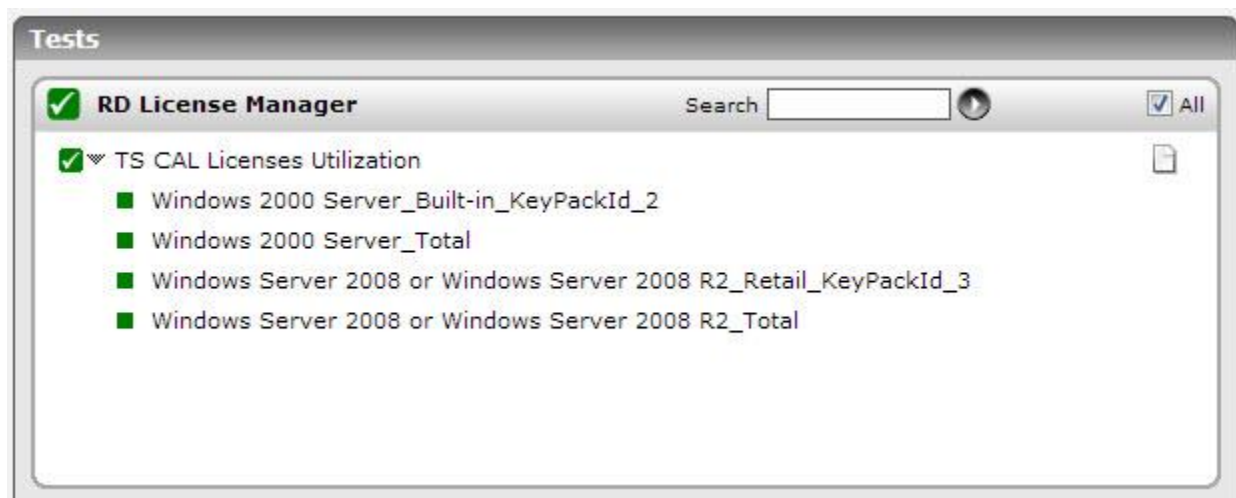 Tests
RD License Manager Search All
TS CAL Licenses Utilization
Windows 2000 Server_Built-in_KeyPackId_2
Windows 2000 Server_Total
Windows Server 2008 or Windows Server 2008 R2_Retail_KeyPackId_3
Windows Server 2008 or Windows Server 2008 R2_Total